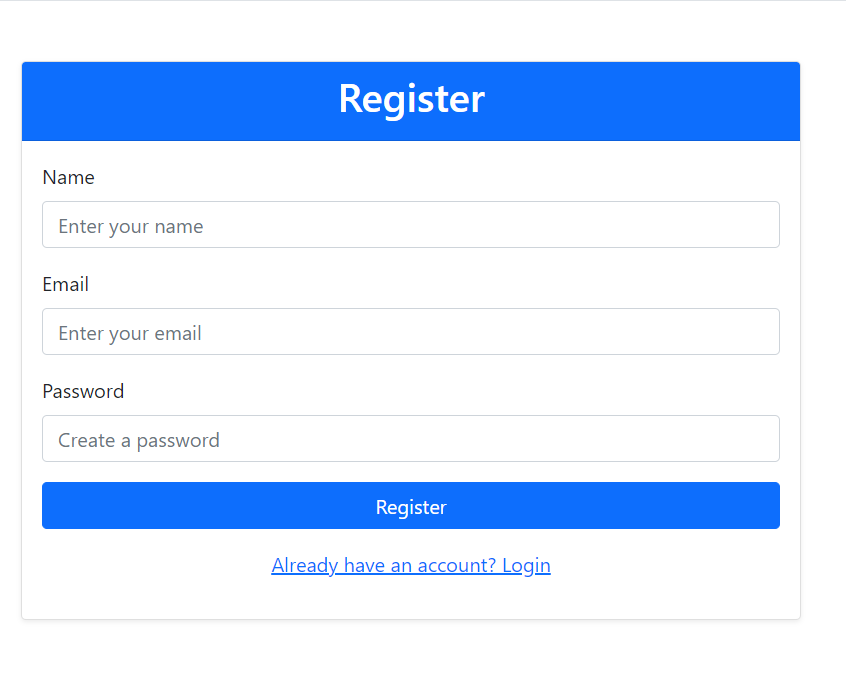 Register
Name
Enter your name
Email
Enter your email
Password
Create a password
Register
Already have an account? Login